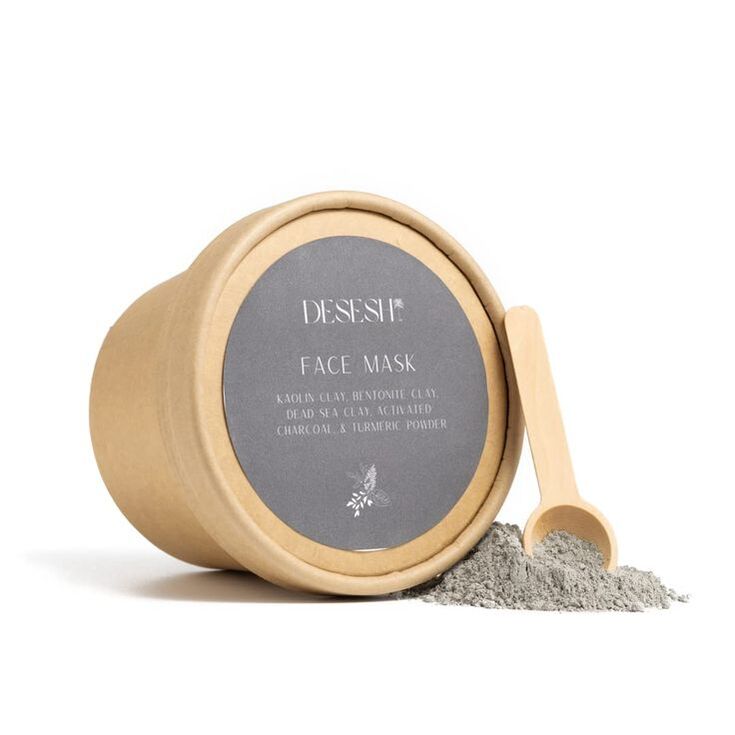 DESESH
FACE MASK
KAOLIN CLAY, BENTONITE CLAY,
DEAD SEA CLAY, ACTIVATED
CHARCOAL, & TURMERIC POWDER